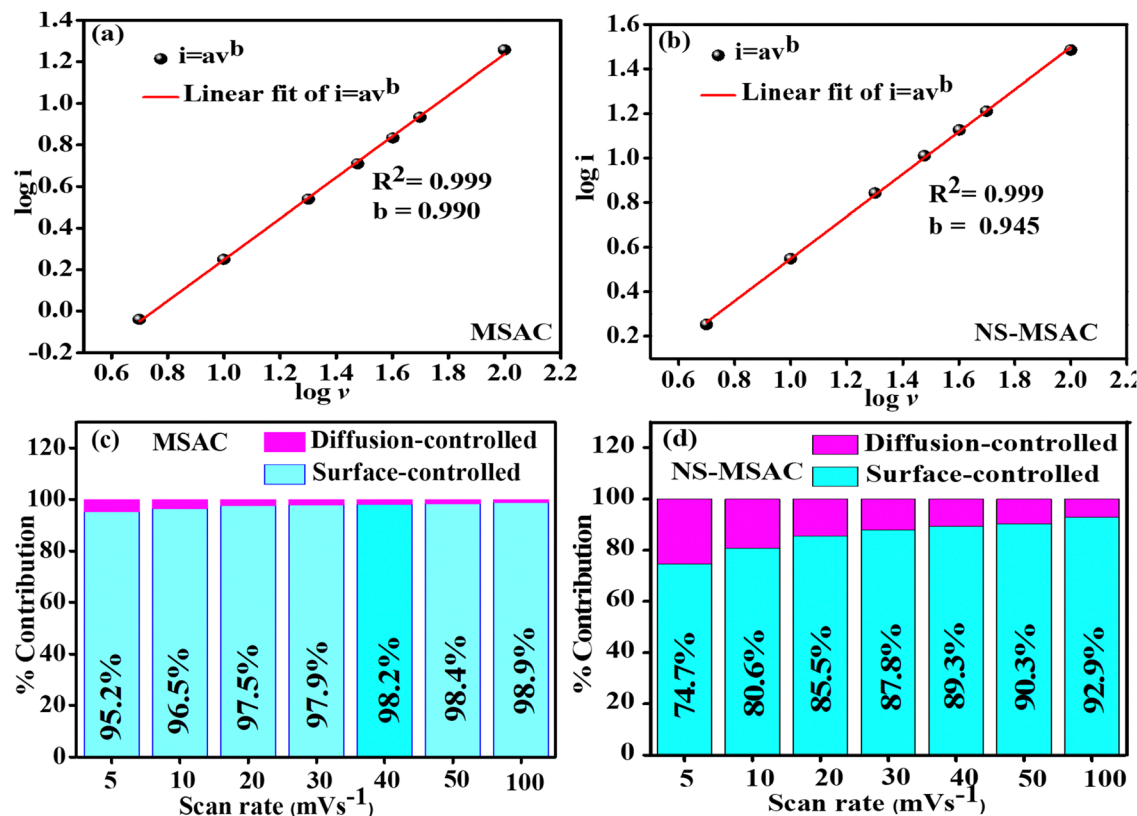 (a)
i=av^b
Linear fit of i=av^b
R²= 0.999
b = 0.990
MSAC
log i
1.4
1.2
1.0
0.8
0.6
0.4
0.2
0.0
-0.2
0.6 0.8 1.0 1.2 1.4 1.6 1.8 2.0 2.2
log v
(b)
i=av^b
Linear fit of i=av^b
R²= 0.999
b = 0.945
NS-MSAC
log i
1.6
1.4
1.2
1.0
0.8
0.6
0.4
0.2
0.6 0.8 1.0 1.2 1.4 1.6 1.8 2.0 2.2
log v
(c) MSAC
Diffusion-controlled
Surface-controlled
% Contribution
120
100
80
60
40
20
0
95.2% 96.5% 97.5% 97.9% 98.2% 98.4% 98.9%
5 10 20 30 40 50 100
Scan rate (mVs⁻¹)
(d)
NS-MSAC
Diffusion-controlled
Surface-controlled
% Contribution
120
100
80
60
40
20
0
74.7% 80.6% 85.5% 87.8% 89.3% 90.3% 92.9%
5 10 20 30 40 50 100
Scan rate (mVs⁻¹)